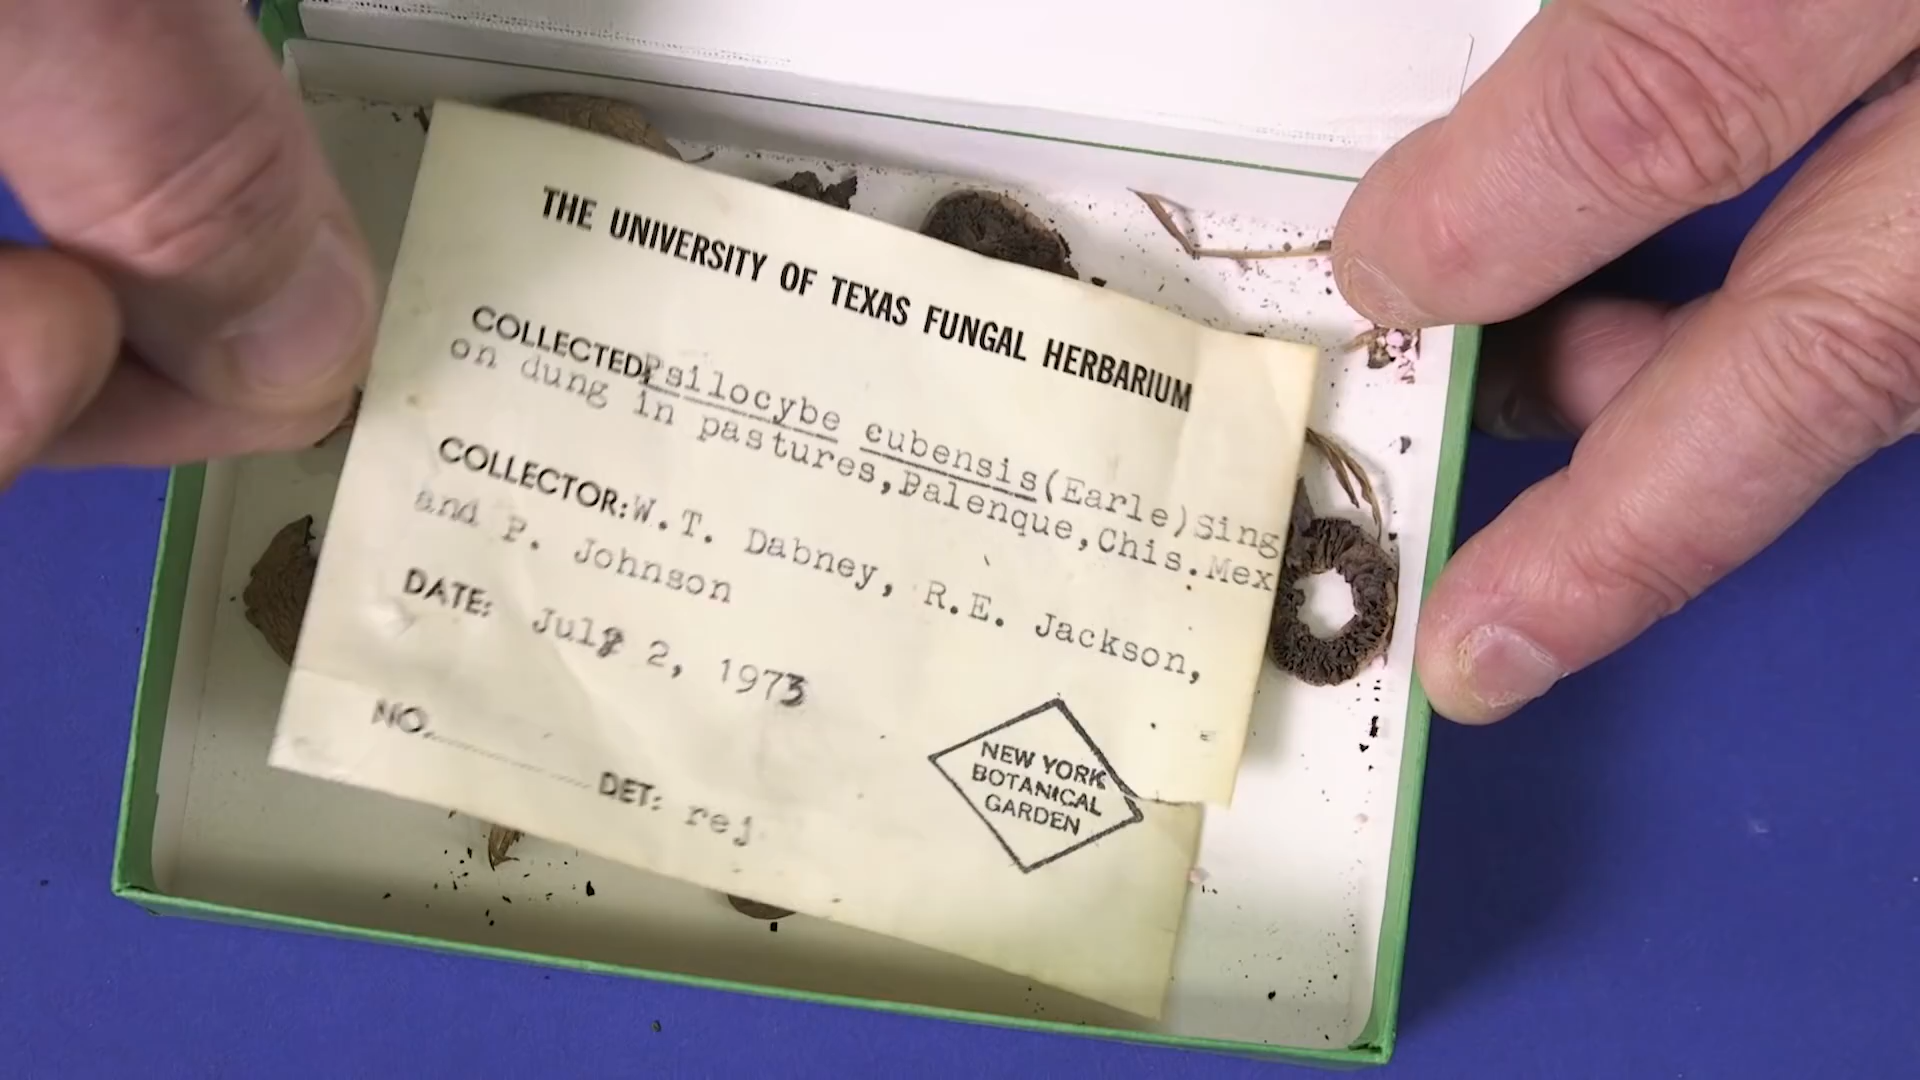 THE UNIVERSITY OF TEXAS FUNGAL HERBARIUM
COLLECTED Psilocybe cubensis(Earle)Sing
on dung in pastures,Palenque,Chis.Mex
COLLECTOR: W.T. Dabney, R.E. Jackson,
and P. Johnson
DATE: July 2, 1973
NO. DET: rej
NEW YORK
BOTANICAL
GARDEN